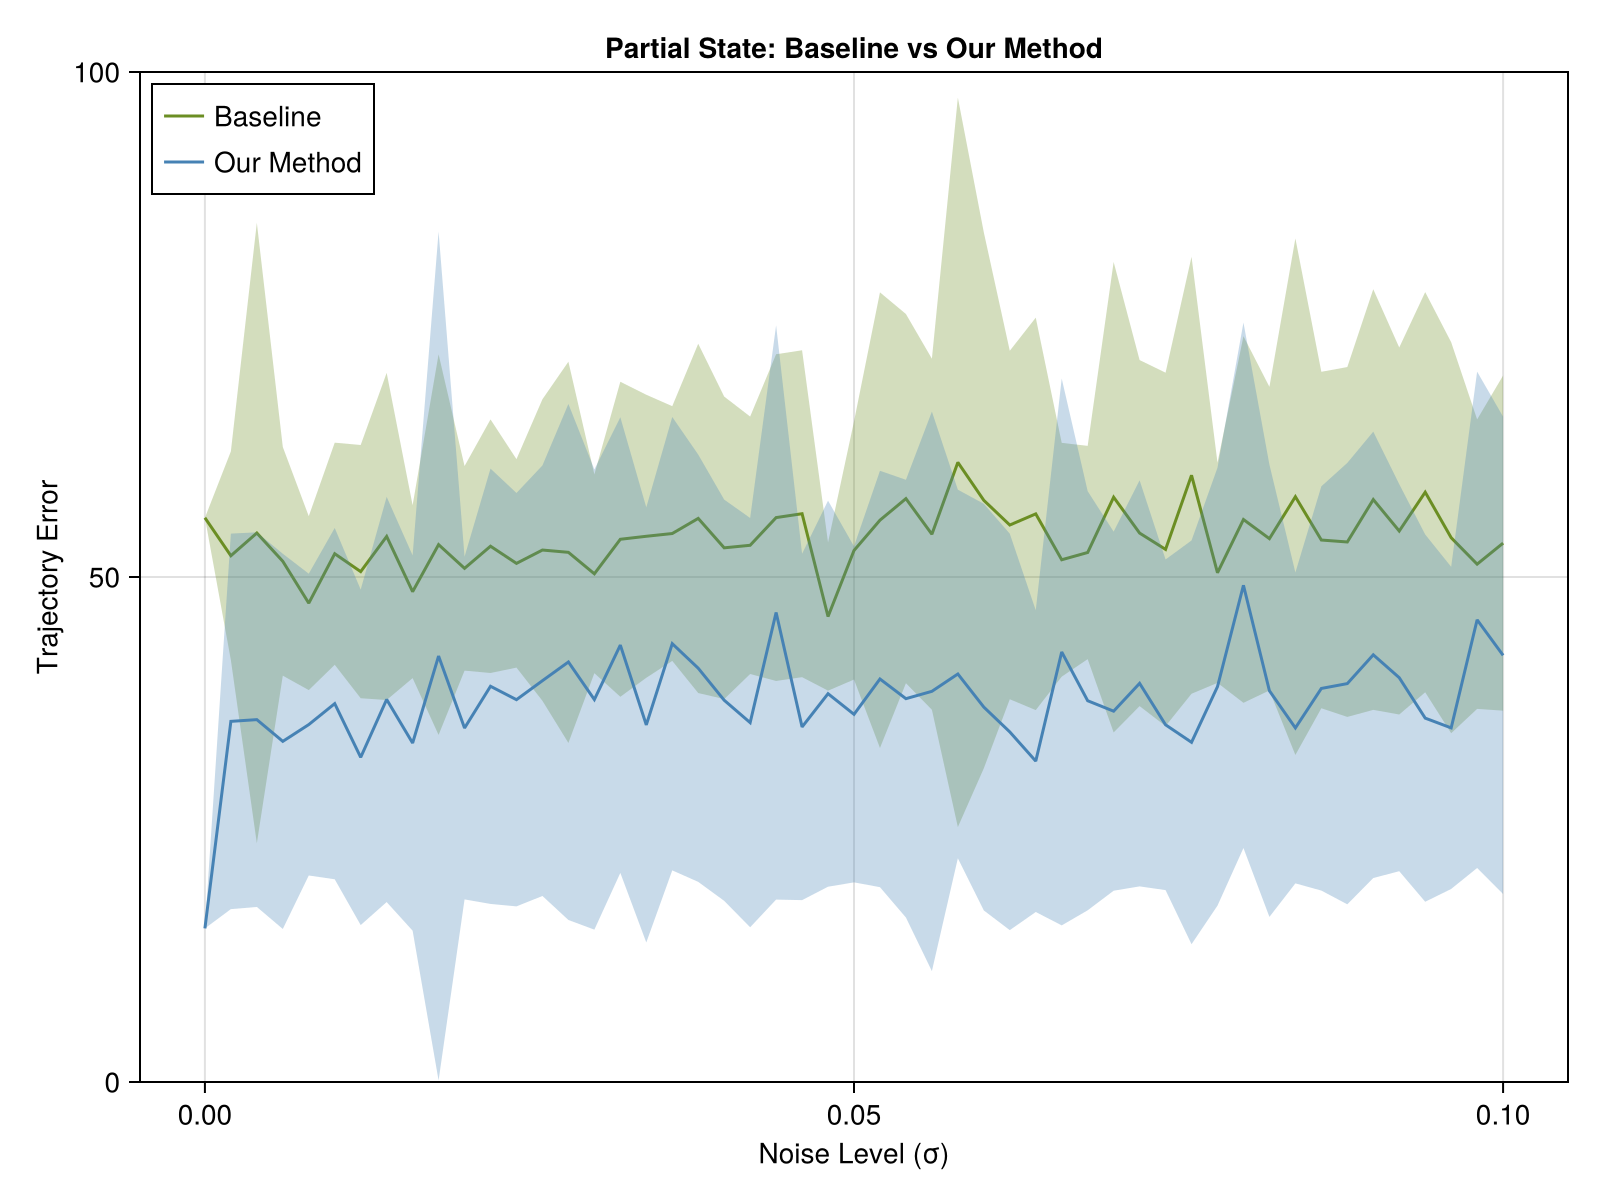 Partial State: Baseline vs Our Method
100
Baseline
Our Method
50
Trajectory Error
0
0.00
0.05
0.10
Noise Level (σ)